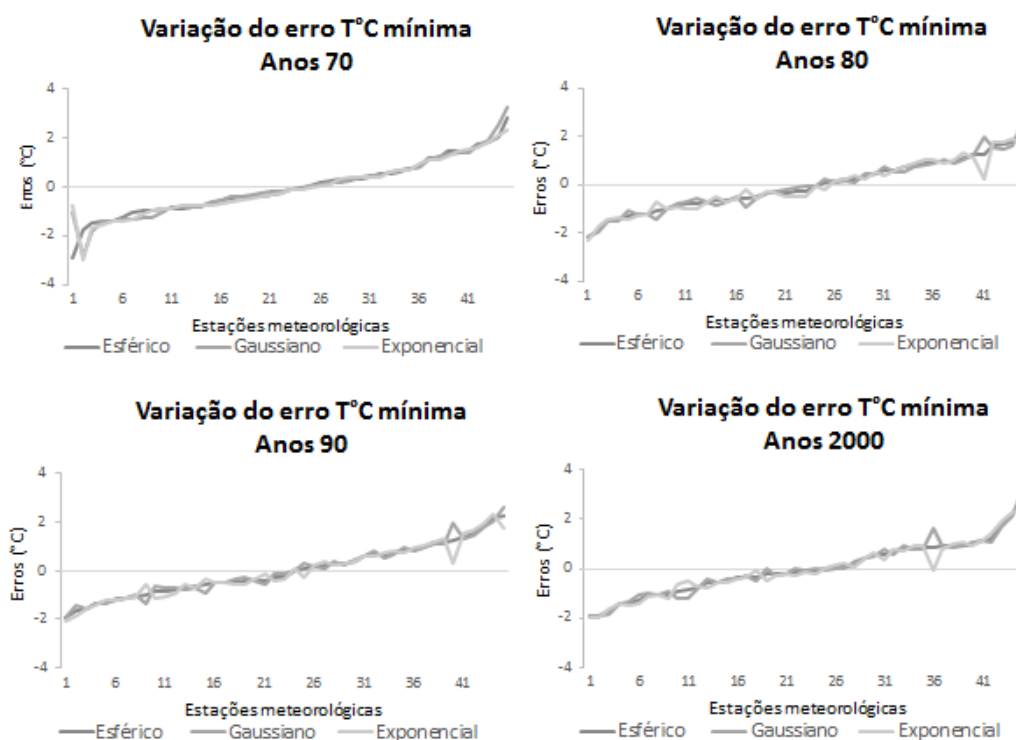 Variação do erro T°C mínima
Anos 70
4
2
0
-2
-4
Erros (°C)
1 6 11 16 21 26 31 36 41
Estações meteorológicas
Esférico Gaussiano Exponencial
Variação do erro T°C mínima
Anos 80
4
2
0
-2
-4
Erros (°C)
1 6 11 16 21 26 31 36 41
Estações meteorológicas
Esférico Gaussiano Exponencial
Variação do erro T°C mínima
Anos 90
4
2
0
-2
-4
Erros (°C)
1 6 11 16 21 26 31 36 41
Estações meteorológicas
Esférico Gaussiano Exponencial
Variação do erro T°C mínima
Anos 2000
4
2
0
-2
-4
Erros (°C)
1 6 11 16 21 26 31 36 41
Estações meteorológicas
Esférico Gaussiano Exponencial